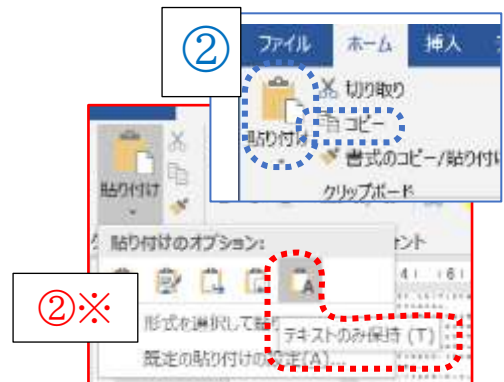 ②
ファイル ホーム 挿入
切り取り
コピー
貼り付け
書式のコピー/貼り付け
クリップボード
貼り付け
貼り付けのオプション:
②※
形式を選択して貼り
テキストのみ保持 (T)
既定の貼り付けの設定(A)...